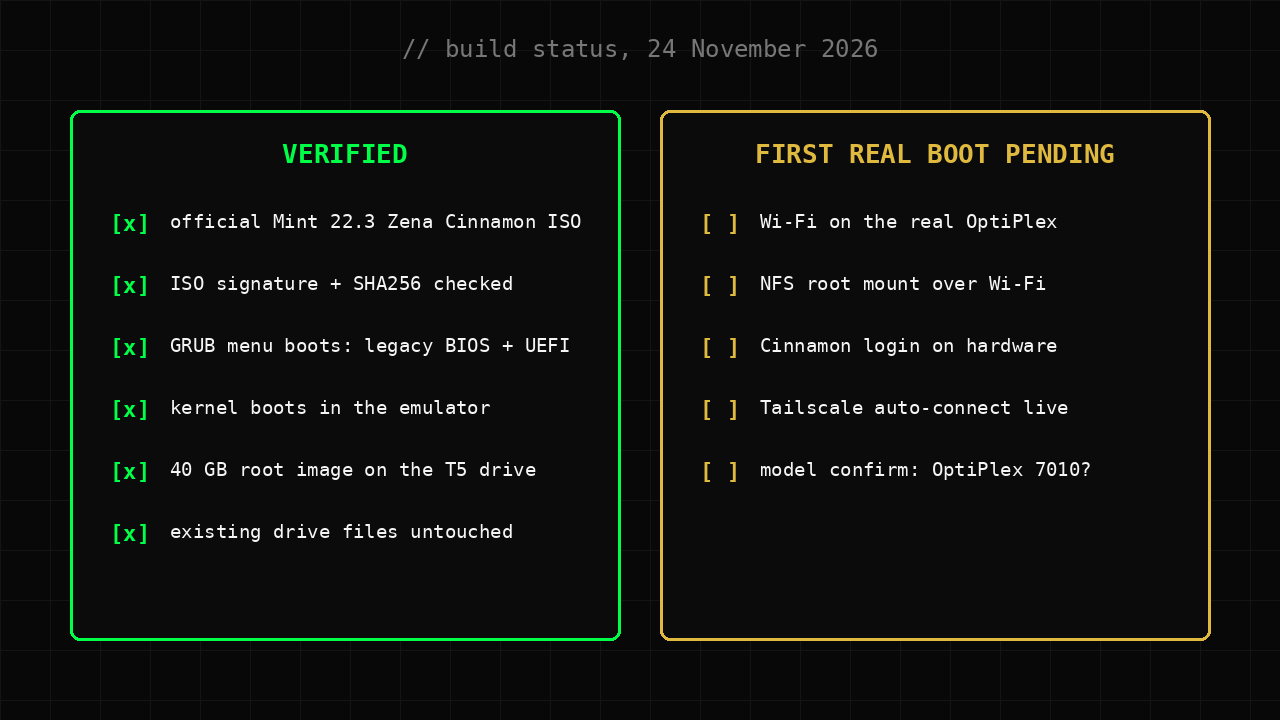 // build status, 24 November 2026
VERIFIED
[x] official Mint 22.3 Zena Cinnamon ISO
[x] ISO signature + SHA256 checked
[x] GRUB menu boots: legacy BIOS + UEFI
[x] kernel boots in the emulator
[x] 40 GB root image on the T5 drive
[x] existing drive files untouched
FIRST REAL BOOT PENDING
[ ] Wi-Fi on the real OptiPlex
[ ] NFS root mount over Wi-Fi
[ ] Cinnamon login on hardware
[ ] Tailscale auto-connect live
[ ] model confirm: OptiPlex 7010?